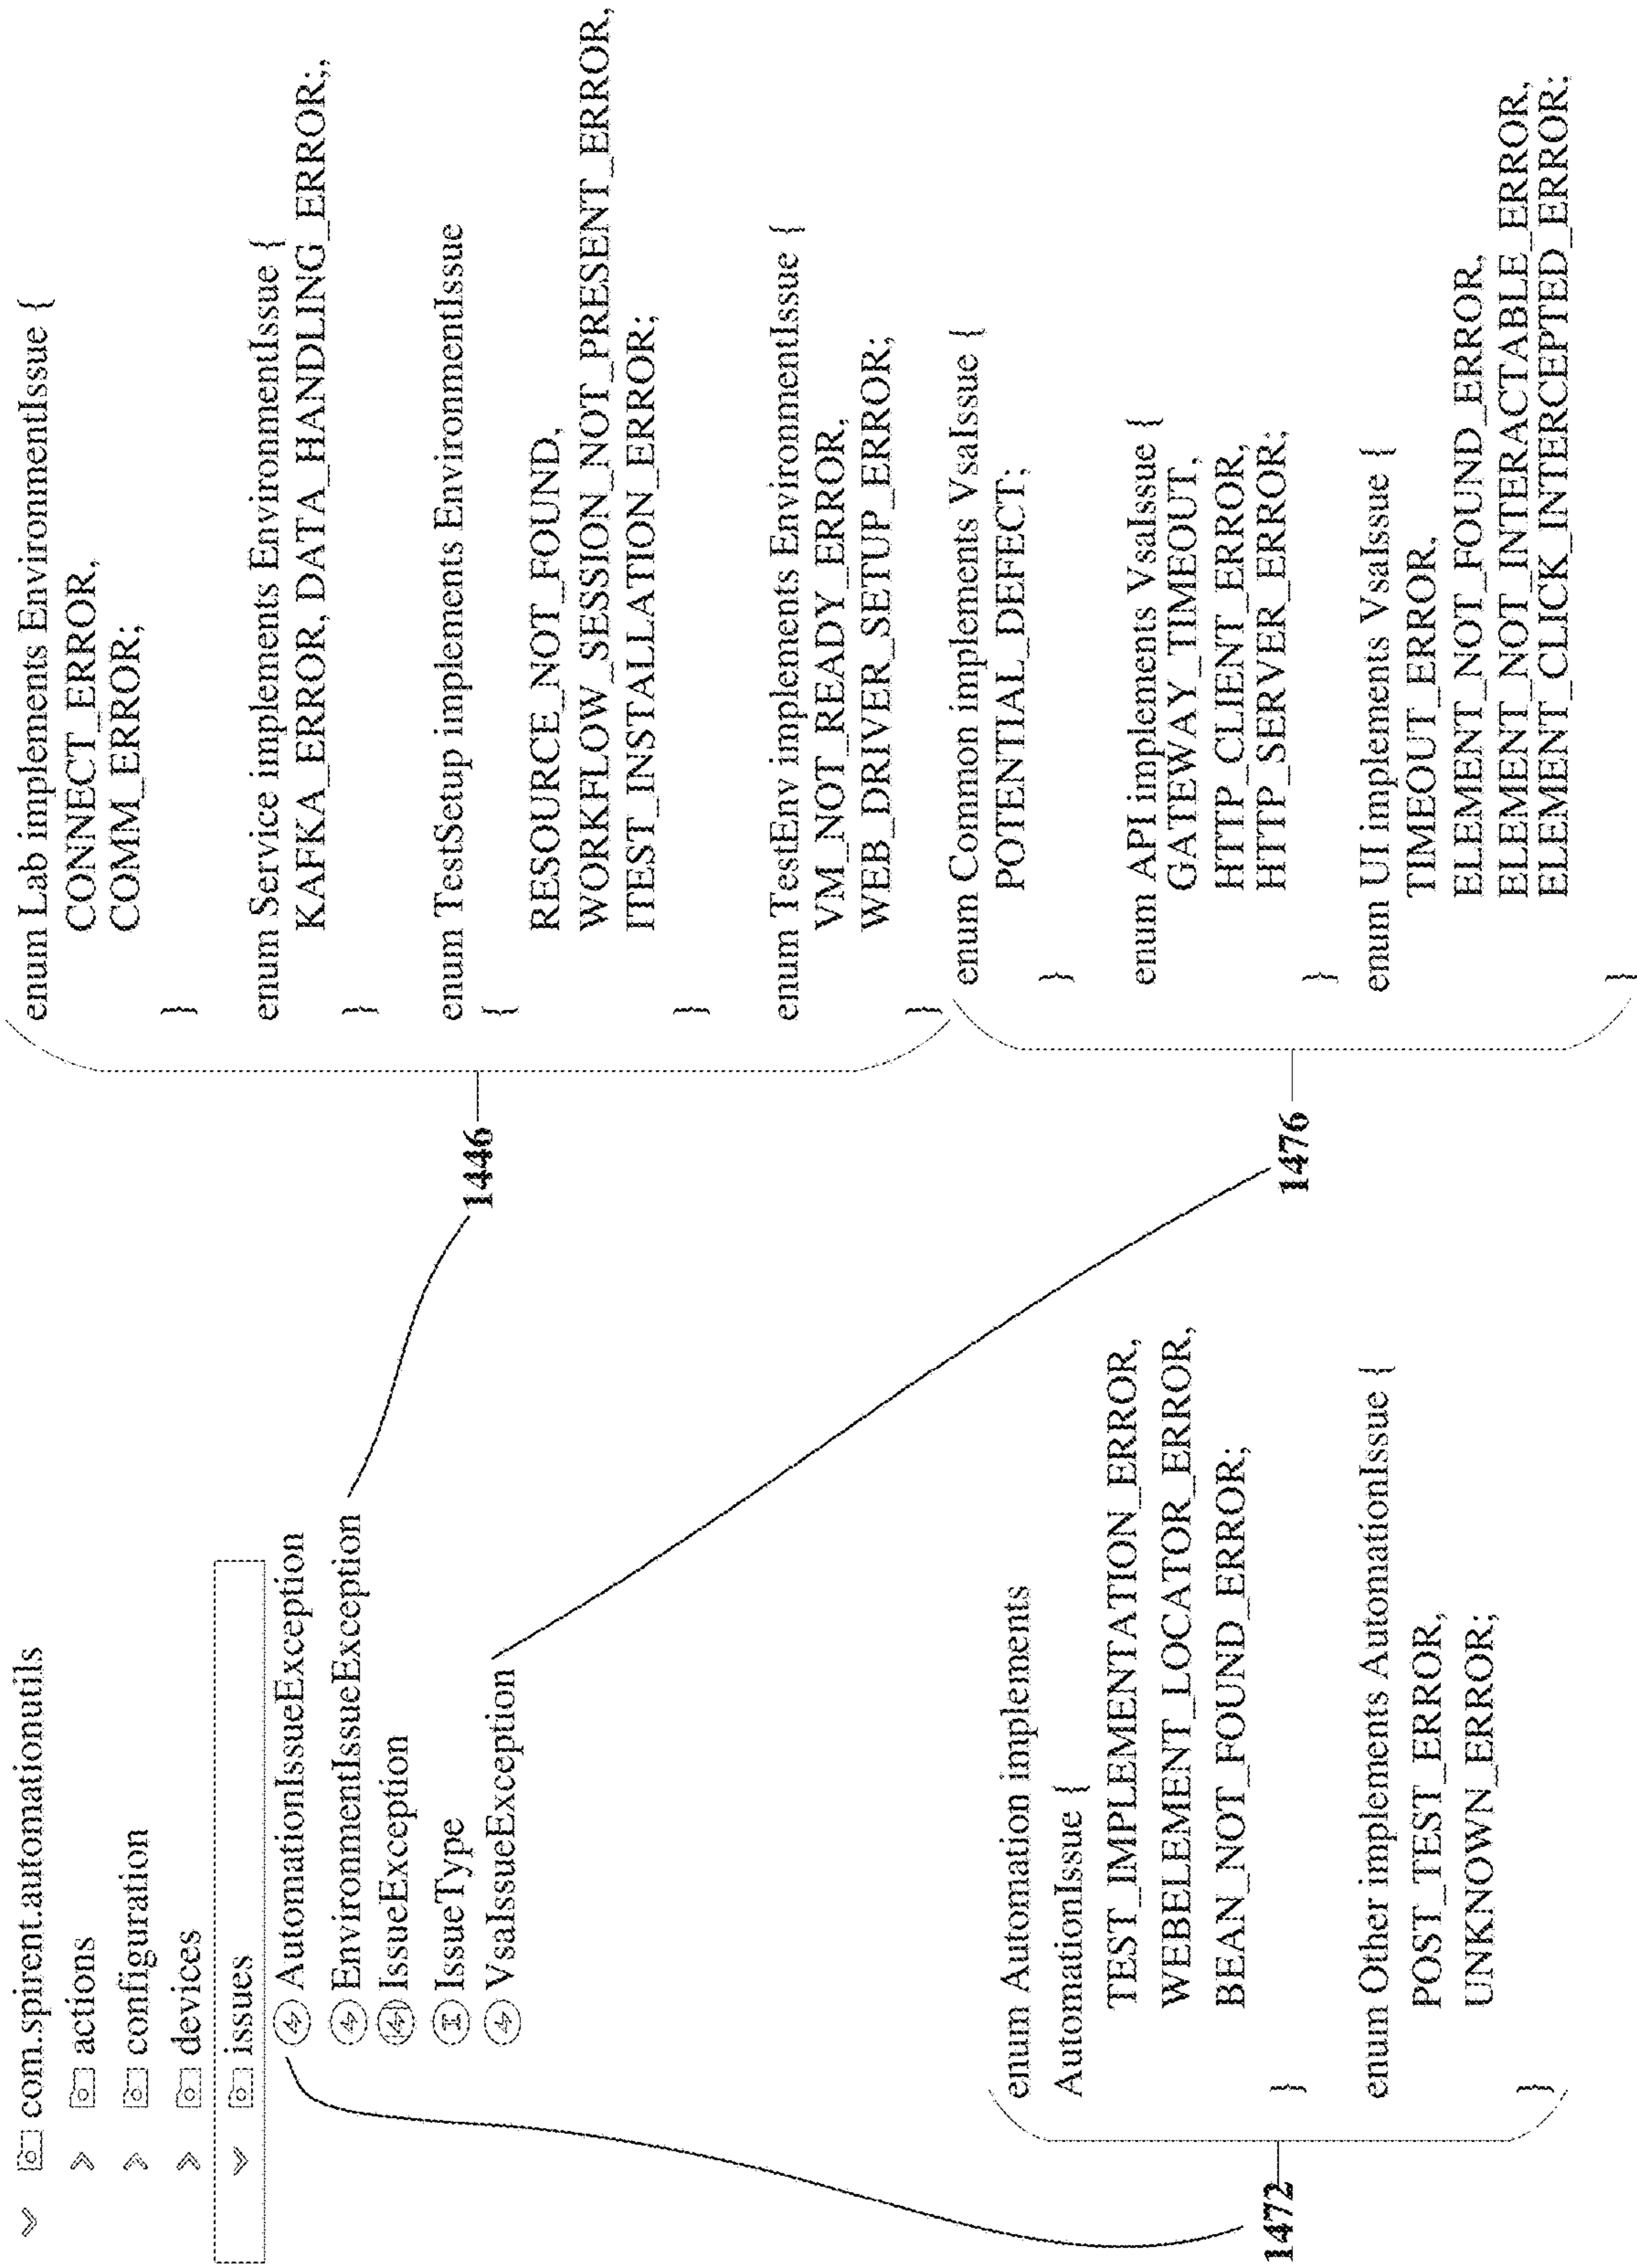 com.spirent.automationutils
actions
configuration
devices
issues
AutomationIssueException
EnvironmentIssueException
IssueException
IssueType
VsaIssueException
1446
enum Lab implements EnvironmentIssue {
CONNECT_ERROR,
COMM_ERROR;
}
enum Service implements EnvironmentIssue {
KAFKA_ERROR, DATA_HANDLING_ERROR;,
}
enum TestSetup implements EnvironmentIssue
{
RESOURCE_NOT_FOUND,
WORKFLOW_SESSION_NOT_PRESENT_ERROR,
ITEST_INSTALLATION_ERROR;
}
enum TestEnv implements EnvironmentIssue {
VM_NOT_READY_ERROR,
WEB_DRIVER_SETUP_ERROR;
}
1472
enum Automation implements
AutomationIssue {
TEST_IMPLEMENTATION_ERROR,
WEBELEMENT_LOCATOR_ERROR,
BEAN_NOT_FOUND_ERROR;
}
enum Other implements AutomationIssue {
POST_TEST_ERROR,
UNKNOWN_ERROR;
}
1476
enum Common implements VsaIssue {
POTENTIAL_DEFECT;
}
enum API implements VsaIssue {
GATEWAY_TIMEOUT,
HTTP_CLIENT_ERROR,
HTTP_SERVER_ERROR;
}
enum UI implements VsaIssue {
TIMEOUT_ERROR,
ELEMENT_NOT_FOUND_ERROR,
ELEMENT_NOT_INTERACTABLE_ERROR,
ELEMENT_CLICK_INTERCEPTED_ERROR;
}